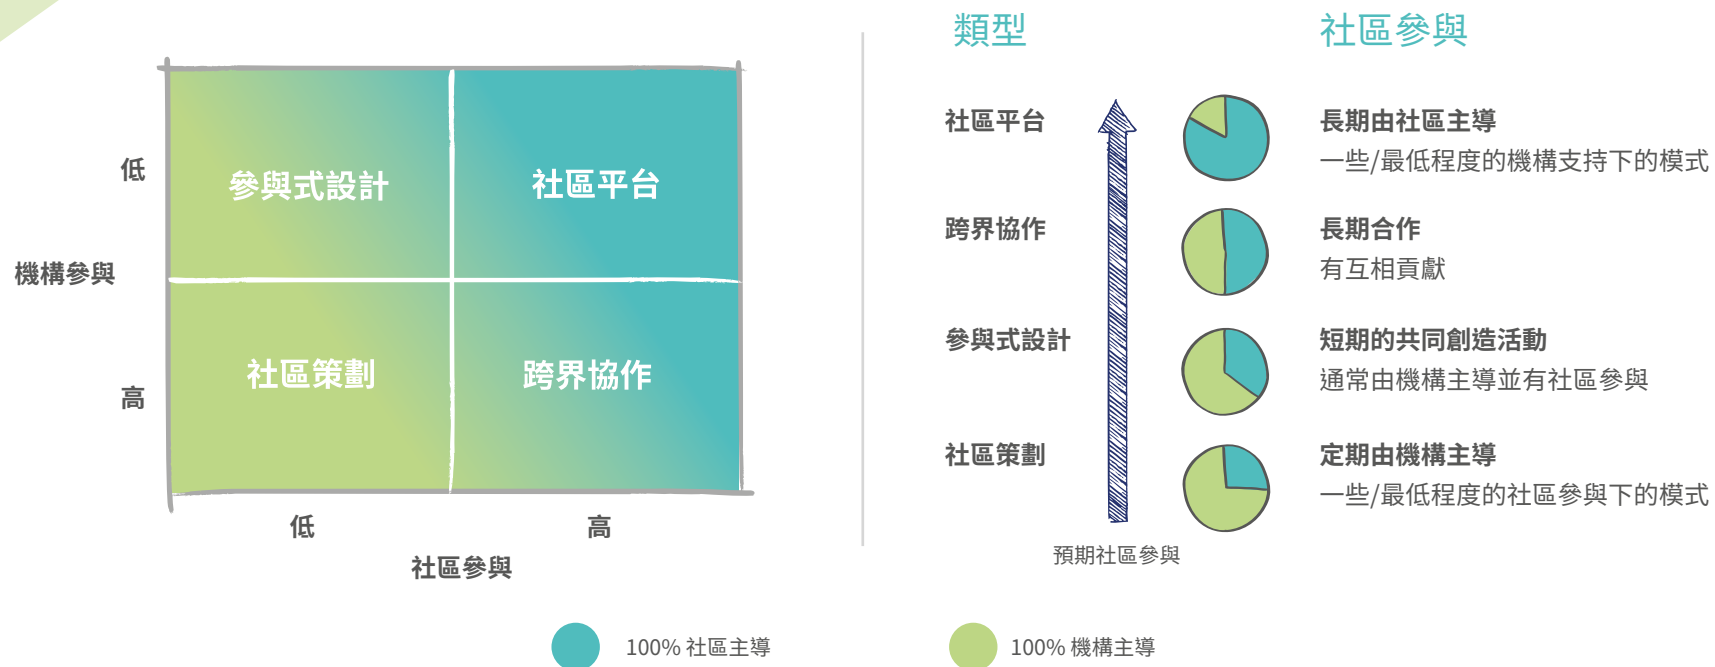 低
機構參與
高
參與式設計
社區平台
社區策劃
跨界協作
低
高
社區參與
類型
社區參與
社區平台
長期由社區主導
一些/最低程度的機構支持下的模式
跨界協作
長期合作
有互相貢獻
參與式設計
短期的共同創造活動
通常由機構主導並有社區參與
社區策劃
定期由機構主導
一些/最低程度的社區參與下的模式
預期社區參與
100% 社區主導
100% 機構主導